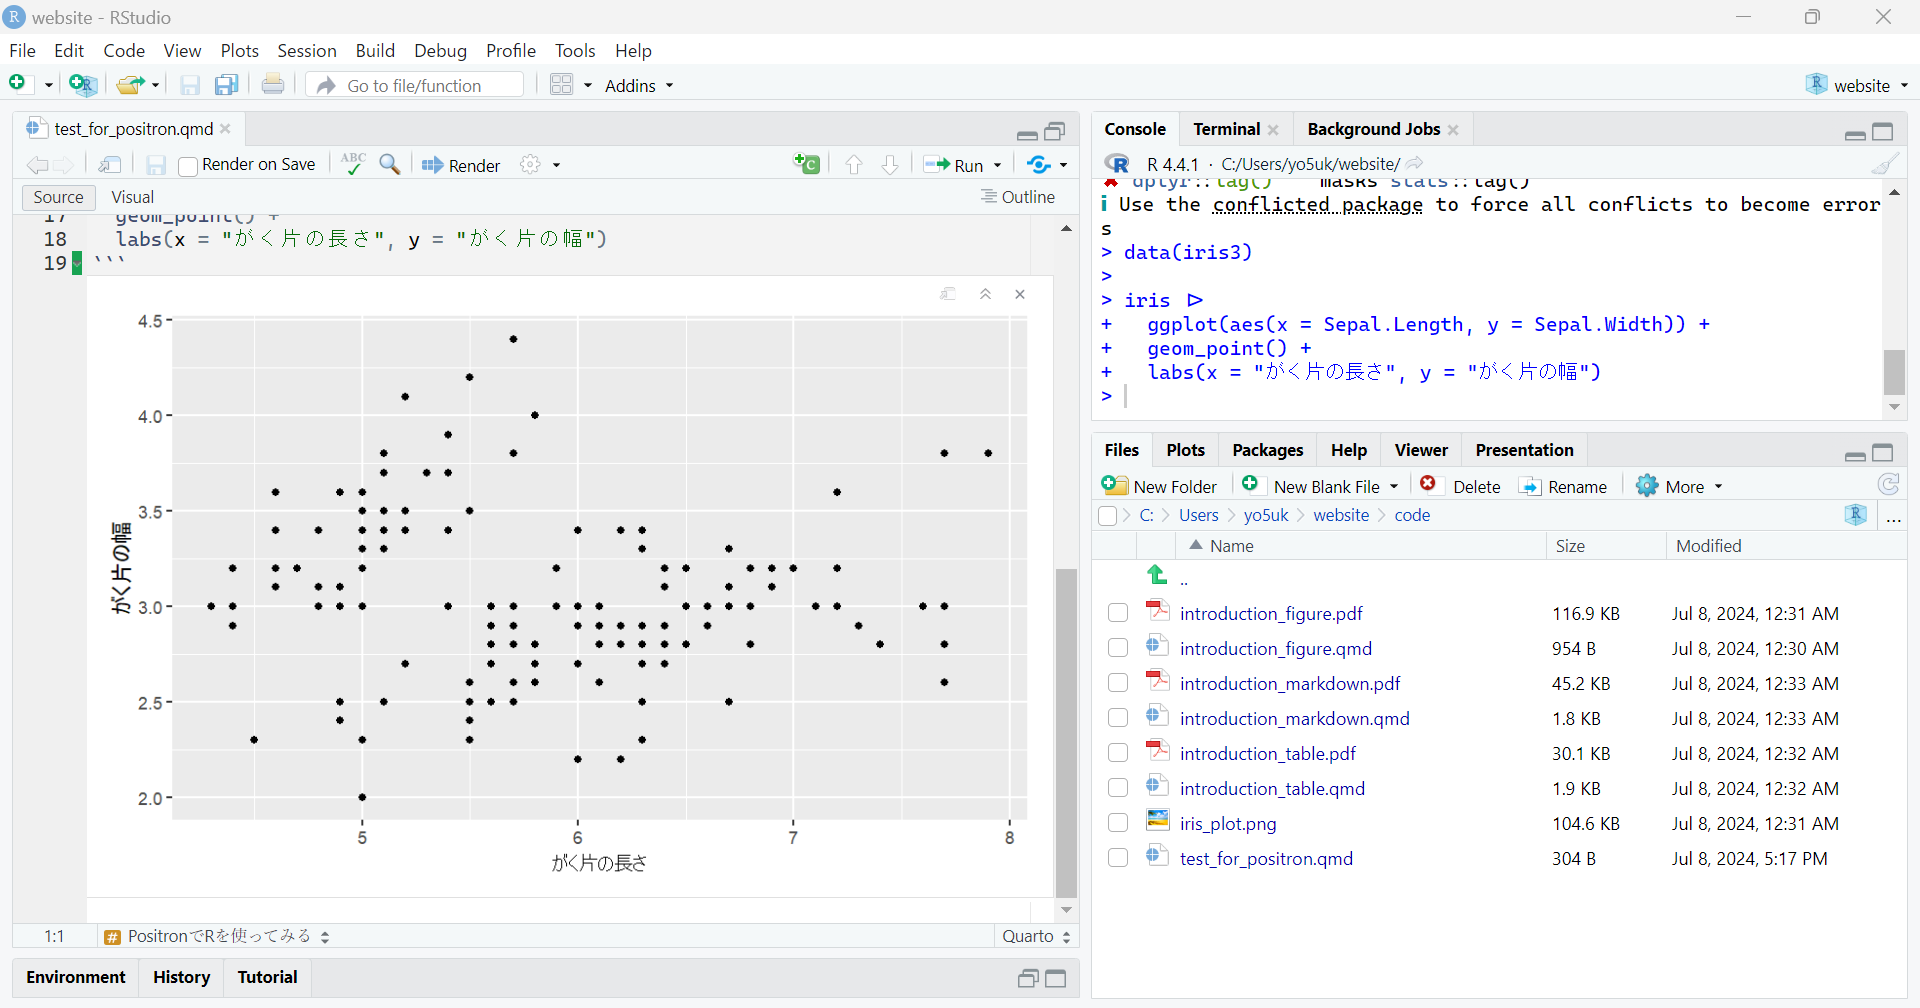 website - RStudio
File Edit Code View Plots Session Build Debug Profile Tools Help
Go to file/function Addins website
test_for_positron.qmd
Render on Save ABC Render Run
Source Visual Outline
17 geom_point() +
18 labs(x = "がく片の長さ", y = "がく片の幅")
19 ```
4.5
4.0
3.5
3.0
2.5
2.0
がく片の幅
5 6 7 8
がく片の長さ
1:1 # PositronでRを使ってみる Quarto
Environment History Tutorial
Console Terminal Background Jobs
R 4.4.1 · C:/Users/yo5uk/website/
✖ dplyr::lag() masks stats::lag()
ℹ Use the conflicted package to force all conflicts to become error
s
> data(iris3)
>
> iris |>
+ ggplot(aes(x = Sepal.Length, y = Sepal.Width)) +
+ geom_point() +
+ labs(x = "がく片の長さ", y = "がく片の幅")
>
Files Plots Packages Help Viewer Presentation
New Folder New Blank File Delete Rename More
C: Users yo5uk website code ...
Name Size Modified
..
introduction_figure.pdf 116.9 KB Jul 8, 2024, 12:31 AM
introduction_figure.qmd 954 B Jul 8, 2024, 12:30 AM
introduction_markdown.pdf 45.2 KB Jul 8, 2024, 12:33 AM
introduction_markdown.qmd 1.8 KB Jul 8, 2024, 12:33 AM
introduction_table.pdf 30.1 KB Jul 8, 2024, 12:32 AM
introduction_table.qmd 1.9 KB Jul 8, 2024, 12:32 AM
iris_plot.png 104.6 KB Jul 8, 2024, 12:31 AM
test_for_positron.qmd 304 B Jul 8, 2024, 5:17 PM